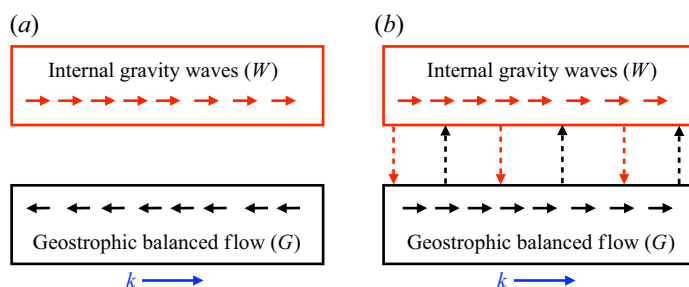 (a)
Internal gravity waves (W)
Geostrophic balanced flow (G)
k
(b)
Internal gravity waves (W)
Geostrophic balanced flow (G)
k